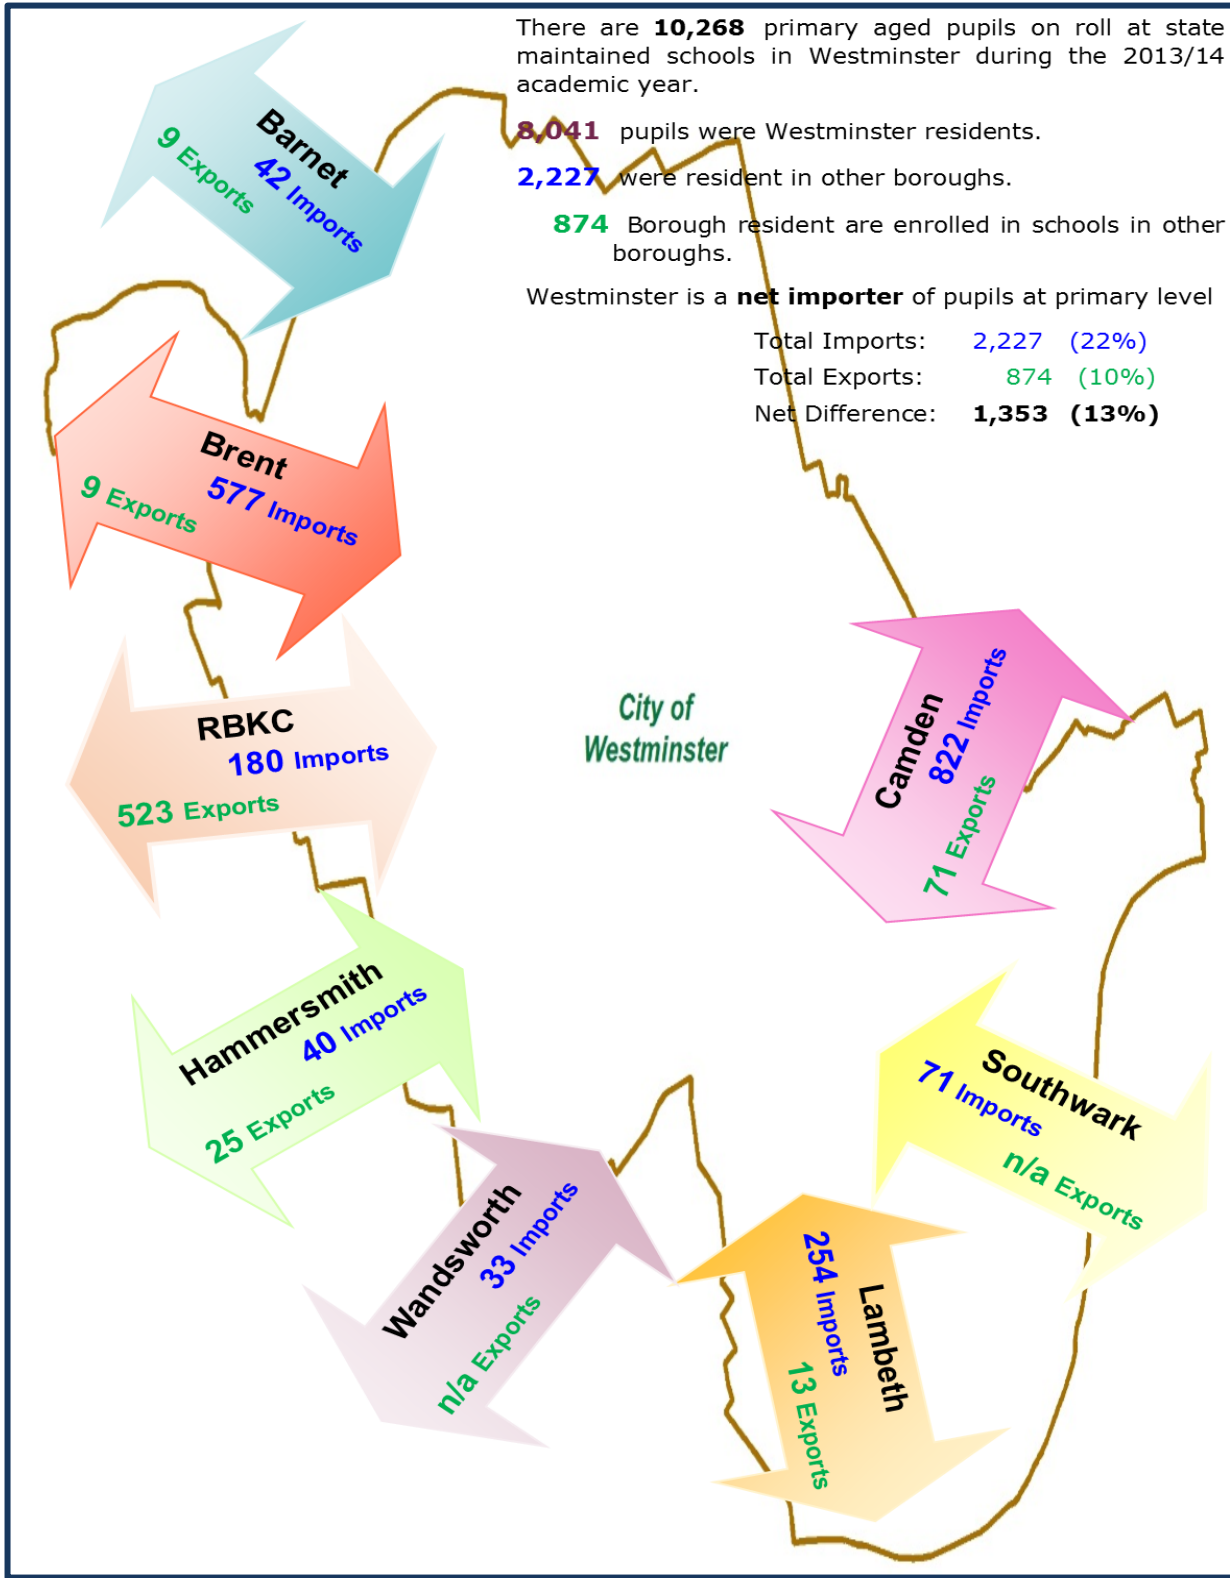 There are 10,268 primary aged pupils on roll at state
maintained schools in Westminster during the 2013/14
academic year.
8,041 pupils were Westminster residents.
2,227 were resident in other boroughs.
874 Borough resident are enrolled in schools in other
boroughs.
Westminster is a net importer of pupils at primary level
Total Imports: 2,227 (22%)
Total Exports: 874 (10%)
Net Difference: 1,353 (13%)
Barnet
42 Imports
9 Exports
Brent
577 Imports
9 Exports
RBKC
180 Imports
523 Exports
City of
Westminster
Camden
822 Imports
71 Exports
Hammersmith
40 Imports
25 Exports
Southwark
71 Imports
n/a Exports
Wandsworth
33 Imports
n/a Exports
Lambeth
254 Imports
13 Exports